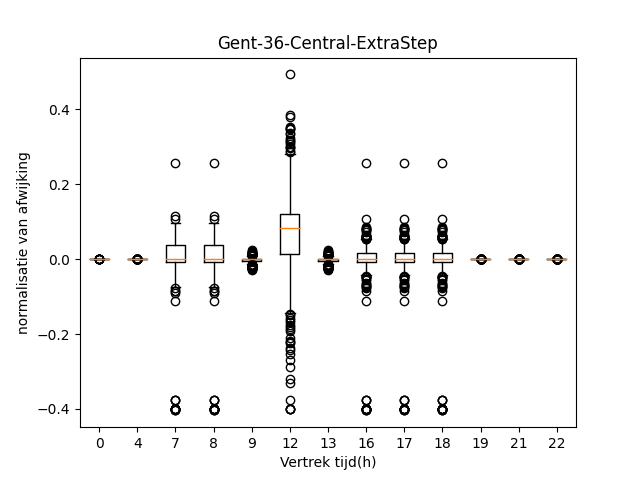 Gent-36-Central-ExtraStep
normalisatie van afwijking
0.4
0.2
0.0
−0.2
−0.4
0 4 7 8 9 12 13 16 17 18 19 21 22
Vertrek tijd(h)